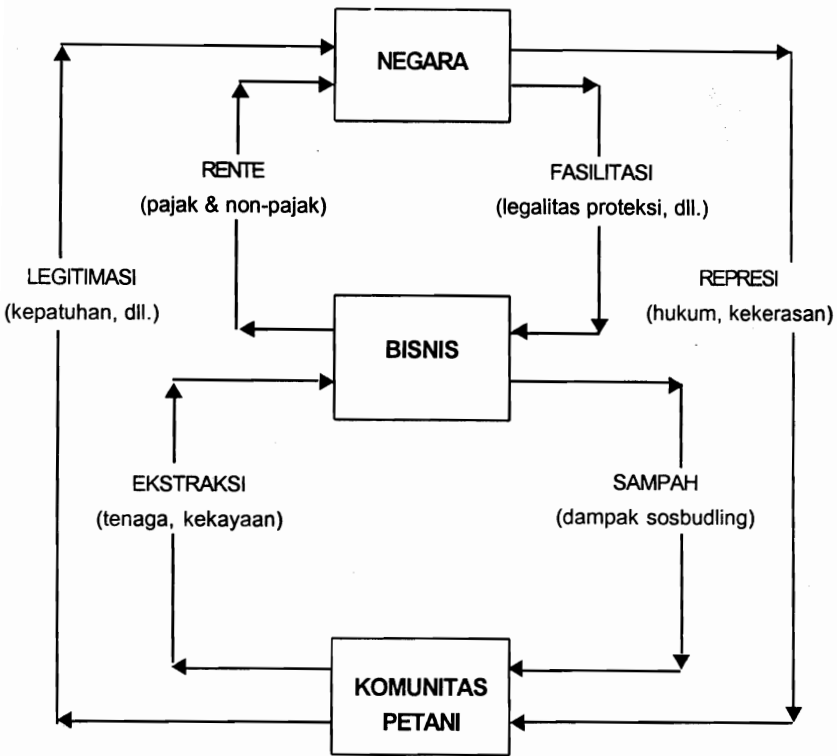 NEGARA
RENTE
(pajak & non-pajak)
FASILITASI
(legalitas proteksi, dll.)
LEGITIMASI
(kepatuhan, dll.)
REPRESI
(hukum, kekerasan)
BISNIS
EKSTRAKSI
(tenaga, kekayaan)
SAMPAH
(dampak sosbudling)
KOMUNITAS
PETANI